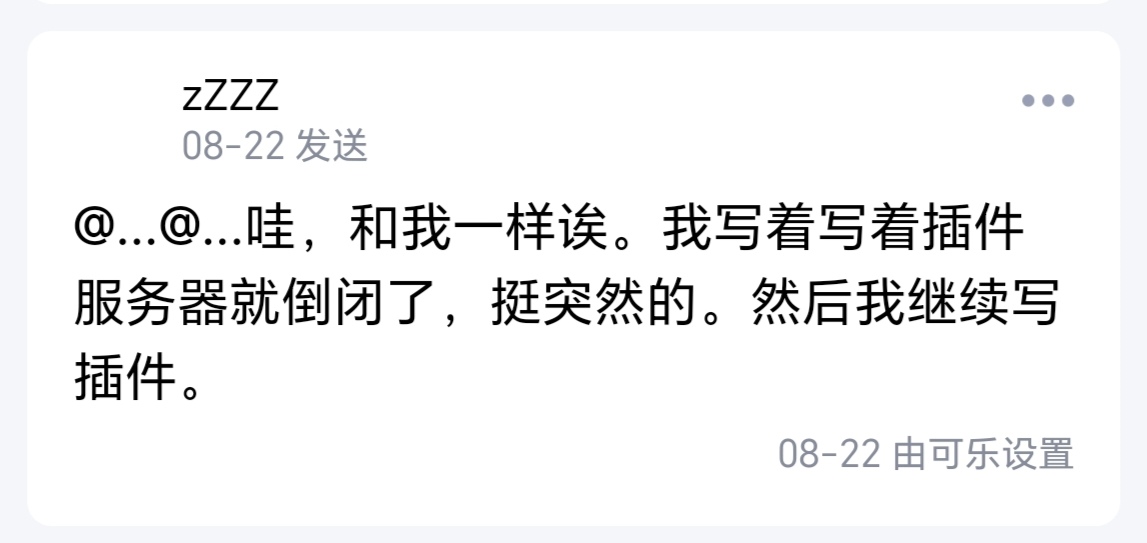 zZZZ
08-22 发送
@...@...哇，和我一样诶。我写着写着插件
服务器就倒闭了，挺突然的。然后我继续写
插件。
08-22 由可乐设置